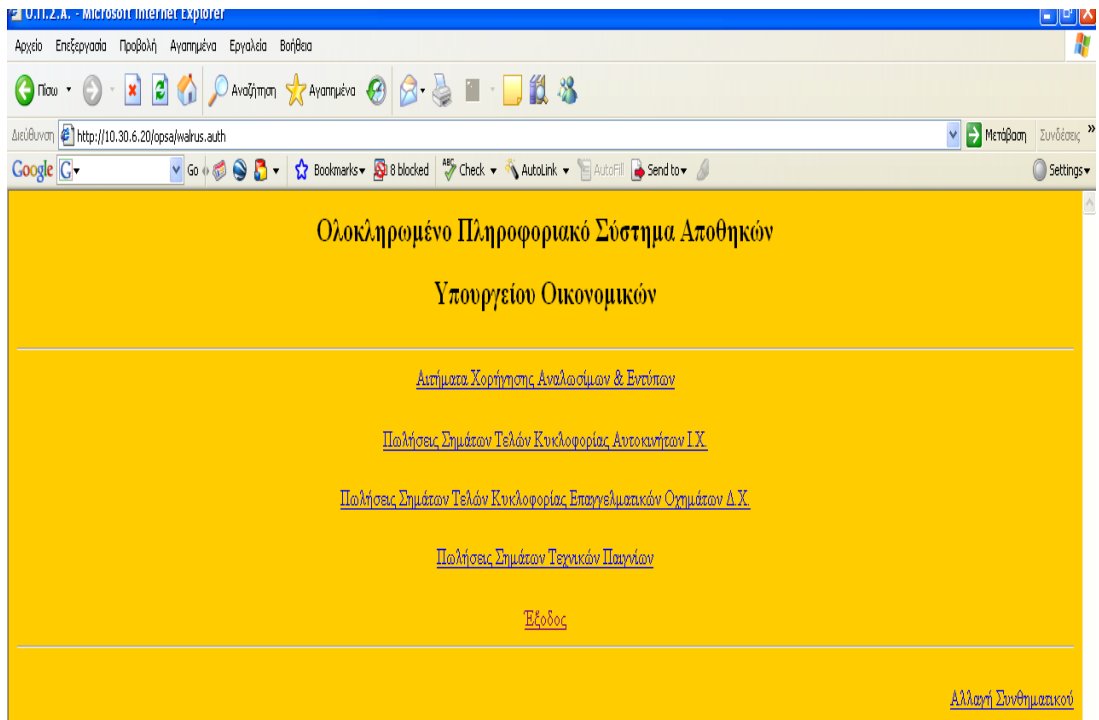 Ο.Π.Σ.Α. - Microsoft Internet Explorer
Αρχείο Επεξεργασία Προβολή Αγαπημένα Εργαλεία Βοήθεια
Πίσω Αναζήτηση Αγαπημένα
Διεύθυνση http://10.30.6.20/opsa/walrus.auth Μετάβαση Συνδέσεις »
Google G Go Bookmarks 8 blocked ABC Check AutoLink AutoFill Send to Settings
Ολοκληρωμένο Πληροφοριακό Σύστημα Αποθηκών
Υπουργείου Οικονομικών
Αιτήματα Χορήγησης Αναλωσίμων & Εντύπων
Πωλήσεις Σημάτων Τελών Κυκλοφορίας Αυτοκινήτων Ι.Χ.
Πωλήσεις Σημάτων Τελών Κυκλοφορίας Επαγγελματικών Οχημάτων Δ.Χ.
Πωλήσεις Σημάτων Τεχνικών Παιγνίων
Έξοδος
Αλλαγή Συνθηματικού